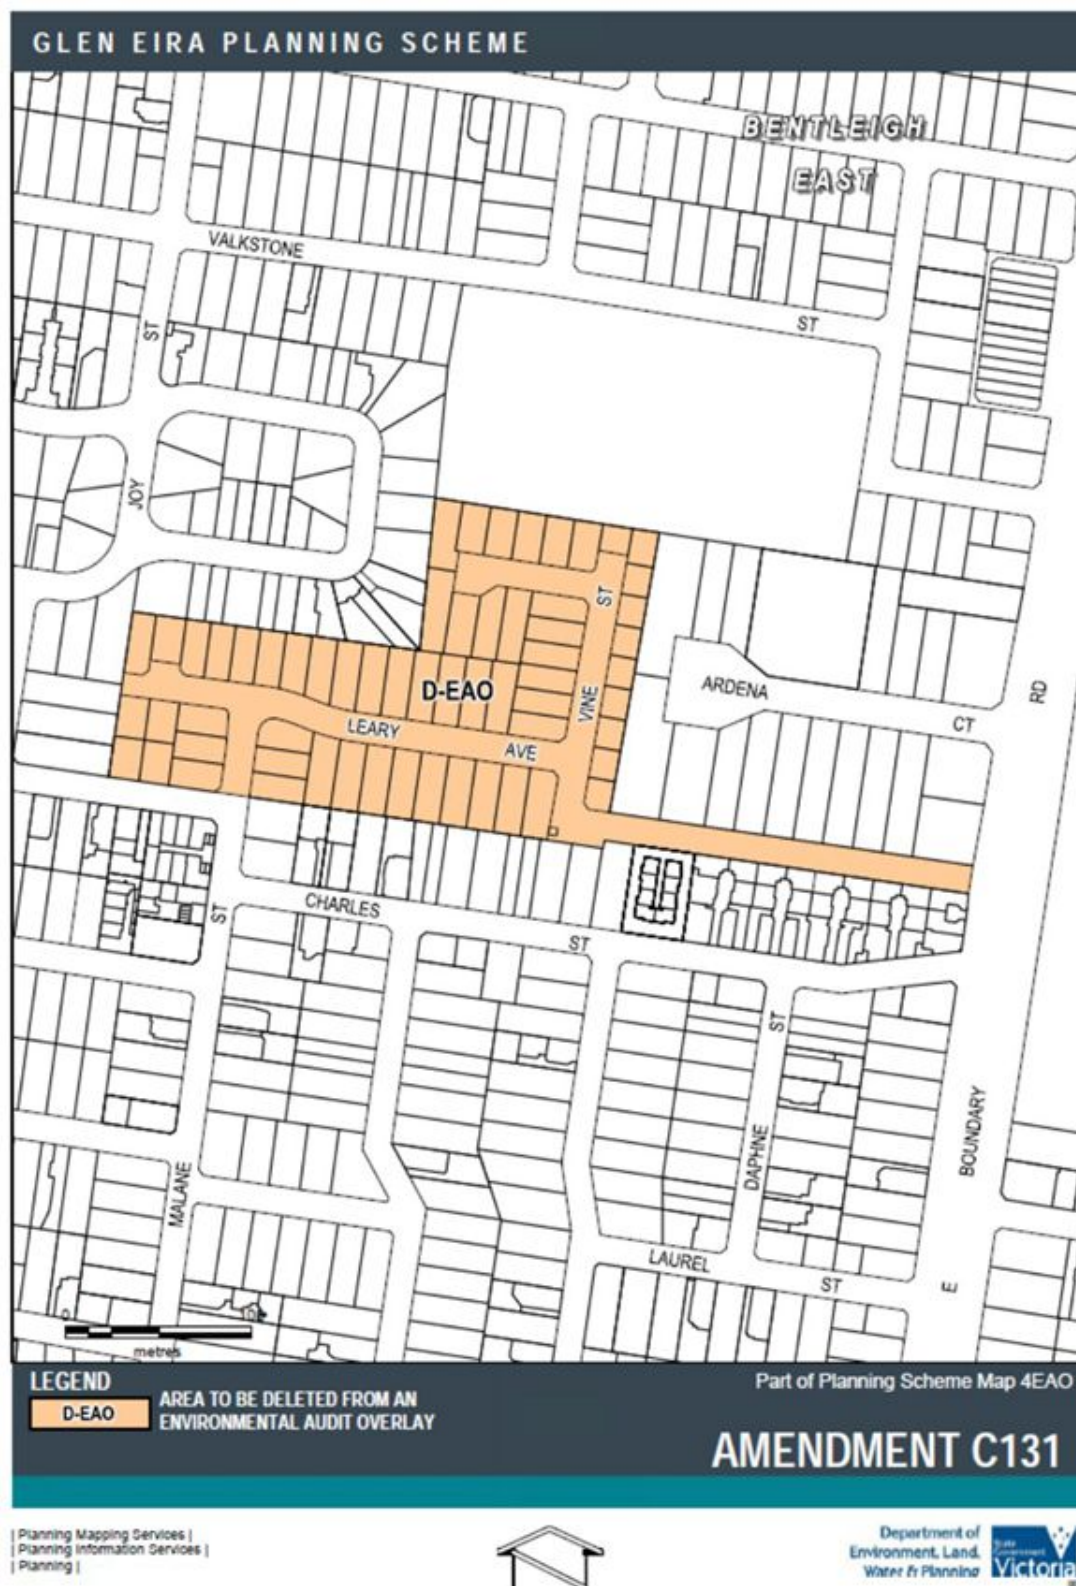 GLEN EIRA PLANNING SCHEME
BENTLEIGH
EAST
VALKSTONE
ST
ST
JOY
ST
VINE
D-EAO
LEARY
AVE
ARDENA
CT
RD
CHARLES
ST
ST
ST
DAPHNE
MALANE
BOUNDARY
LAUREL
ST
E
metres
LEGEND
D-EAO
AREA TO BE DELETED FROM AN
ENVIRONMENTAL AUDIT OVERLAY
Part of Planning Scheme Map 4EAO
AMENDMENT C131
| Planning Mapping Services |
| Planning Information Services |
| Planning |
Department of
Environment, Land,
Water & Planning
State
Government
Victoria